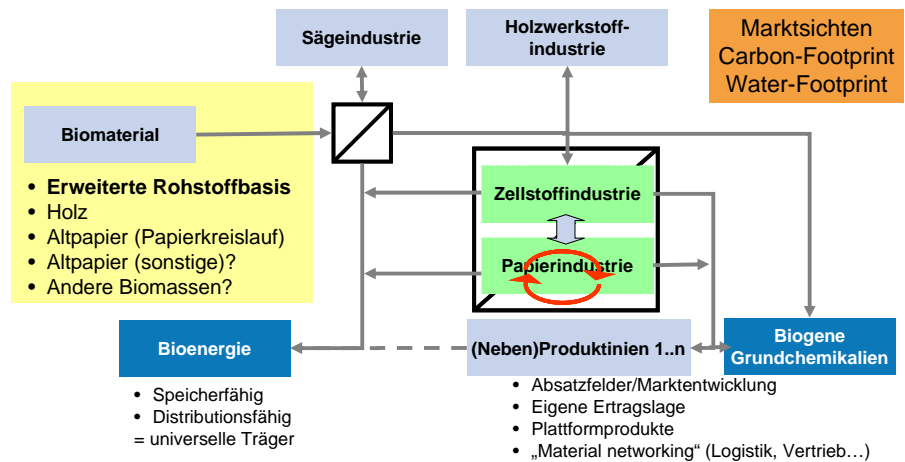 Sägeindustrie
Holzwerkstoff-
industrie
Marktsichten
Carbon-Footprint
Water-Footprint
Biomaterial
• Erweiterte Rohstoffbasis
• Holz
• Altpapier (Papierkreislauf)
• Altpapier (sonstige)?
• Andere Biomassen?
Zellstoffindustrie
Papierindustrie
Bioenergie
(Neben)Produktinien 1..n
Biogene
Grundchemikalien
• Speicherfähig
• Distributionsfähig
= universelle Träger
• Absatzfelder/Marktentwicklung
• Eigene Ertragslage
• Plattformprodukte
• „Material networking“ (Logistik, Vertrieb…)